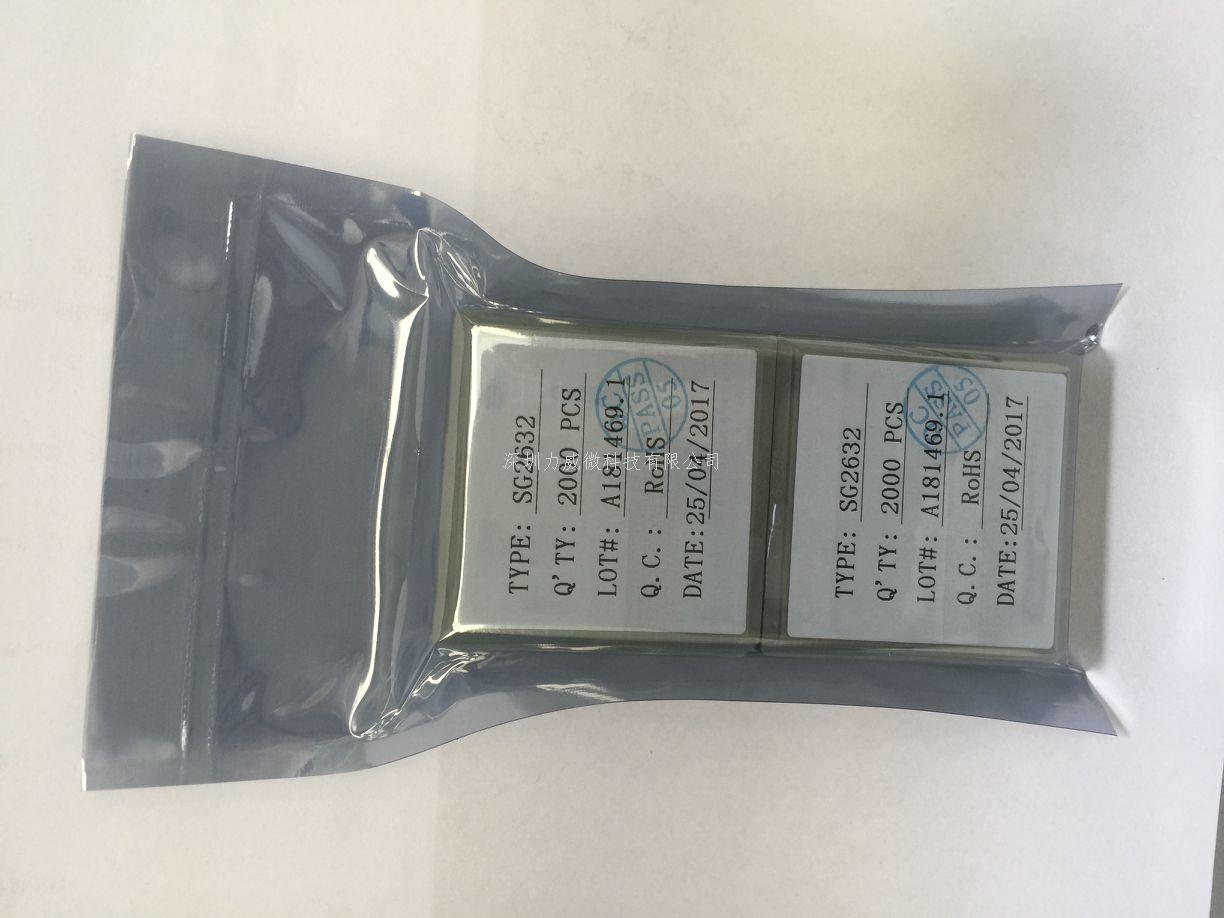 TYPE: SG2632
Q'TY: 2000 PCS
LOT#: A181469.1
Q.C.: RoHS
DATE:25/04/2017
PASS
05
深圳力威微科技有限公司
TYPE: SG2632
Q'TY: 2000 PCS
LOT#: A181469.1
Q.C.: RoHS
DATE:25/04/2017
C
PASS
05